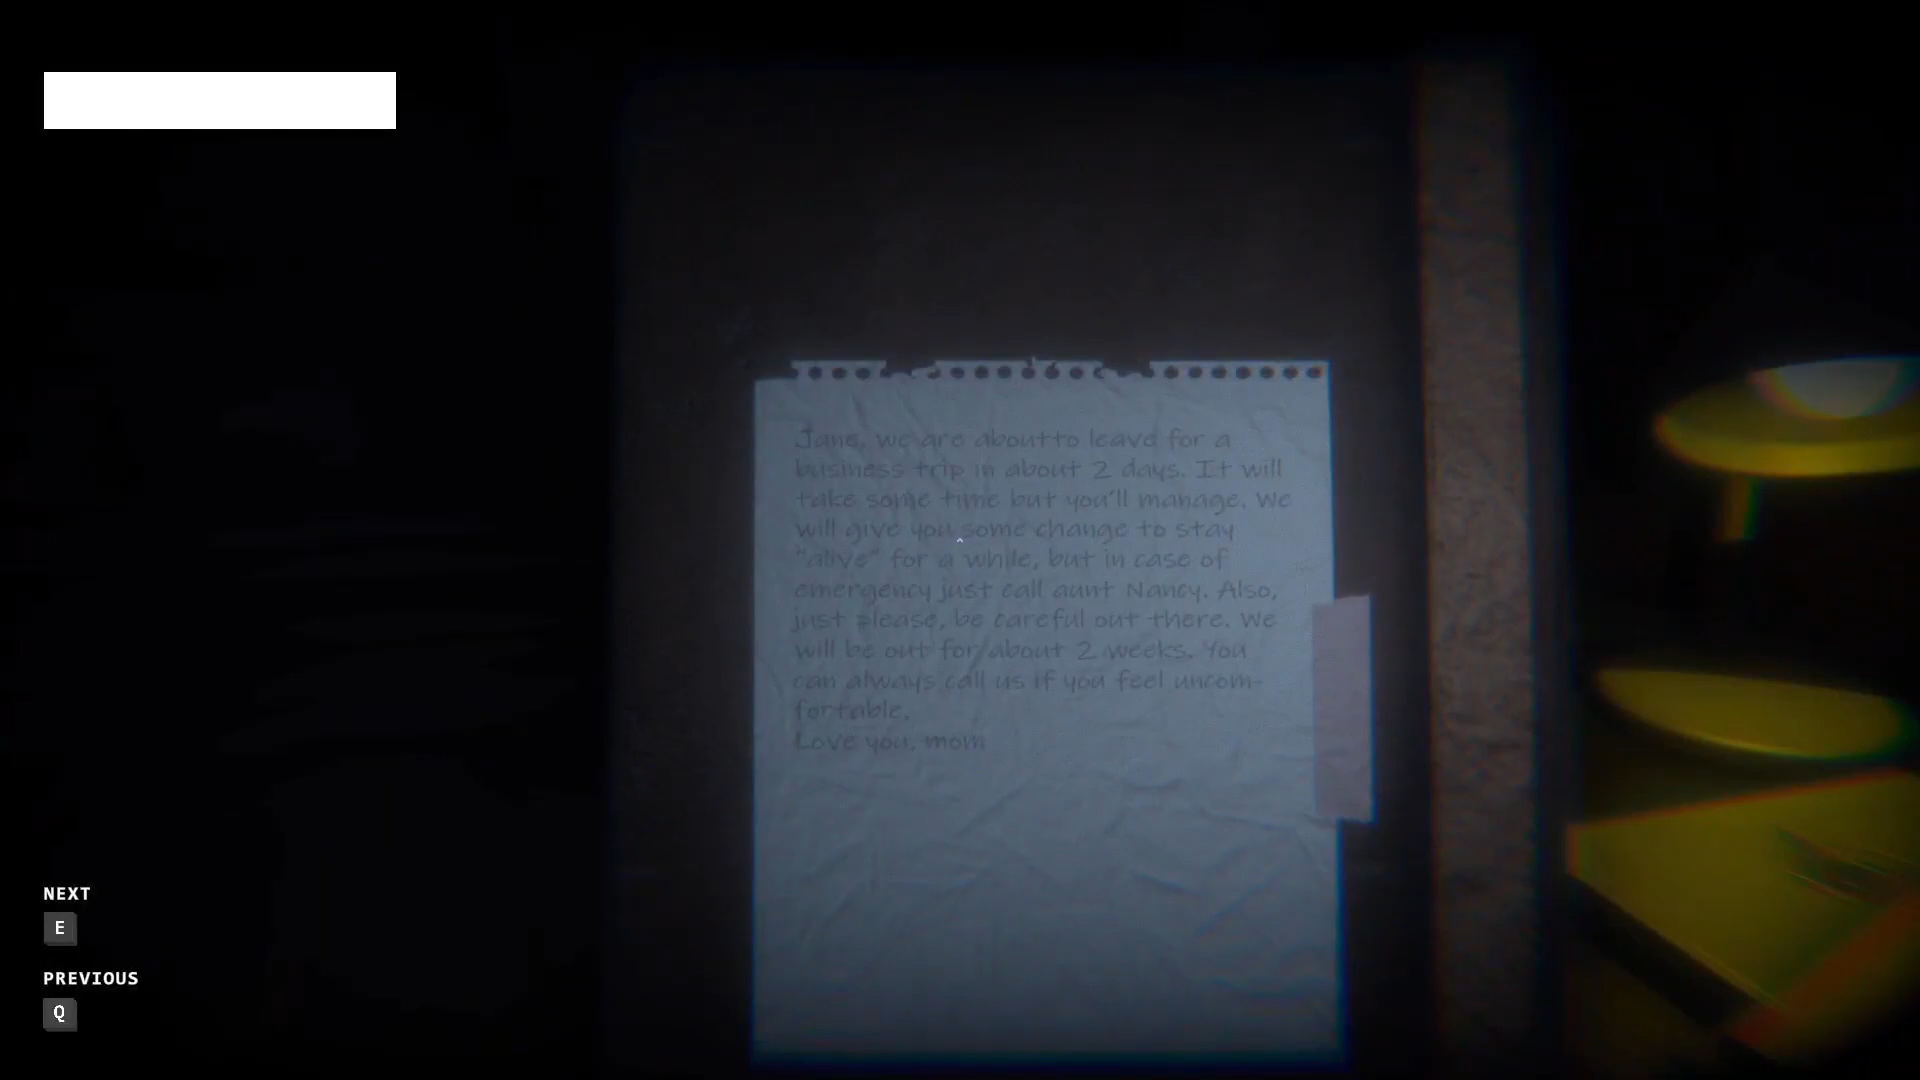 Jane, we are aboutto leave for a
business trip in about 2 days. It will
take some time but you'll manage. We
will give you some change to stay
"alive" for a while, but in case of
emergency just call aunt Nancy. Also,
just please, be careful out there. We
will be out for about 2 weeks. You
can always call us if you feel uncom-
fortable.
Love you, mom
NEXT
E
PREVIOUS
Q